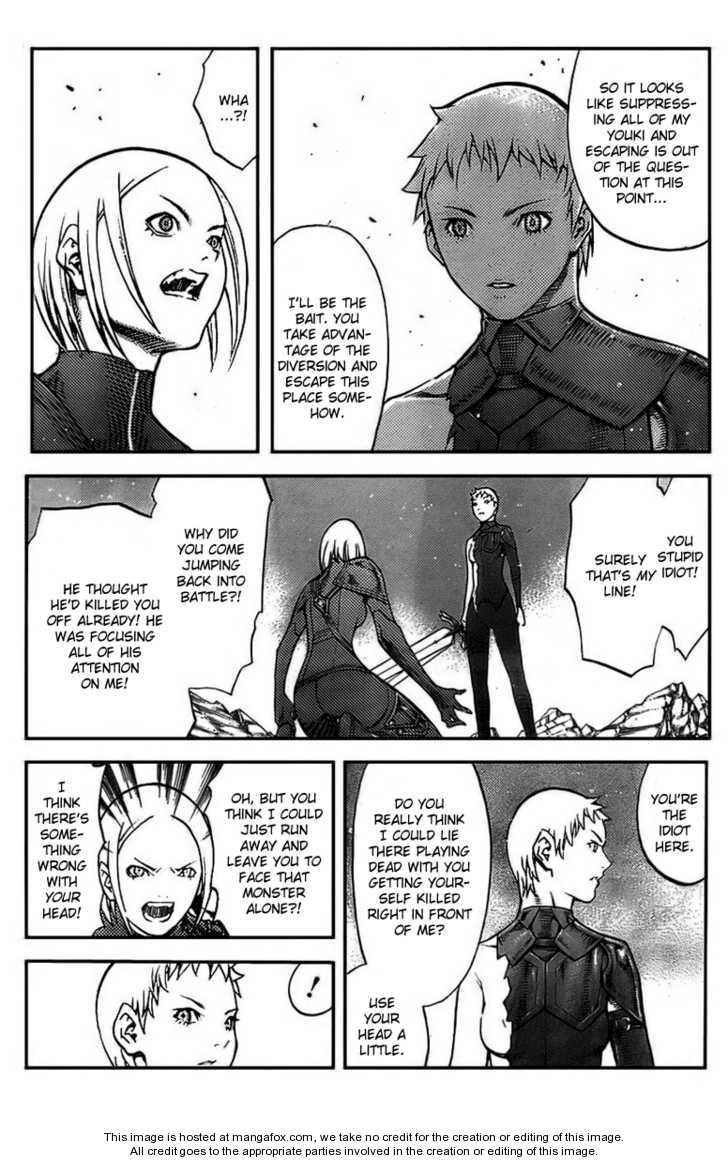 SO IT LOOKS
LIKE SUPPRESS-
ING ALL OF MY
YOUKI AND
ESCAPING IS OUT
OF THE QUES-
TION AT THIS
POINT...
I'LL BE THE
BAIT. YOU
TAKE ADVAN-
TAGE OF THE
DIVERSION AND
ESCAPE THIS
PLACE SOME-
HOW.
WHA
...?!
YOU
STUPID
IDIOT!
SURELY
THAT'S MY
LINE!
WHY DID
YOU COME
JUMPING
BACK INTO
BATTLE?!
HE THOUGHT
HE'D KILLED YOU
OFF ALREADY! HE
WAS FOCUSING
ALL OF HIS
ATTENTION
ON ME!
YOU'RE
THE
IDIOT
HERE.
DO YOU
REALLY THINK
I COULD LIE
THERE PLAYING
DEAD WITH YOU
GETTING YOUR-
SELF KILLED
RIGHT IN FRONT
OF ME?
USE
YOUR
HEAD A
LITTLE.
OH, BUT YOU
THINK I COULD
JUST RUN
AWAY AND
LEAVE YOU TO
FACE THAT
MONSTER
ALONE?!
I
THINK
THERE'S
SOME-
THING
WRONG
WITH
YOUR
HEAD!
!
This image is hosted at mangafox.com, we take no credit for the creation or editing of this image.
All credit goes to the appropriate parties involved in the creation or editing of this image.